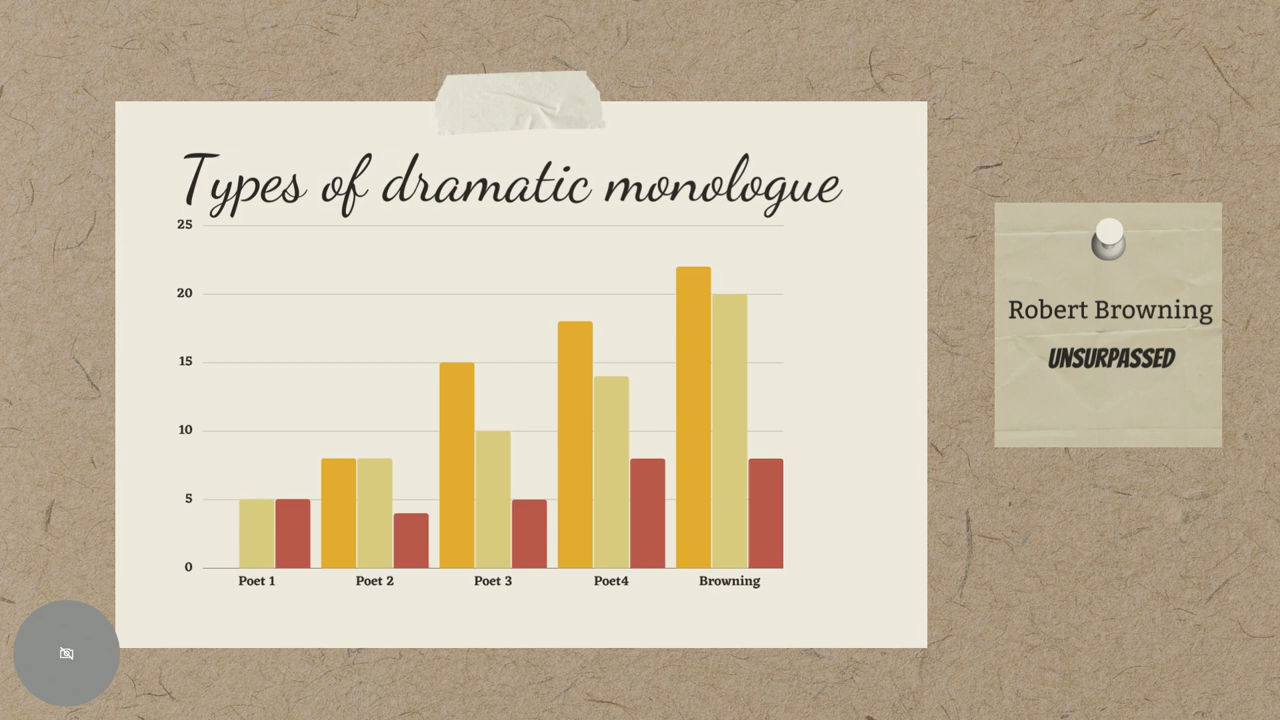 Types of dramatic monologue
25
20
15
10
5
0
Poet 1 Poet 2 Poet 3 Poet4 Browning
Robert Browning
UNSURPASSED